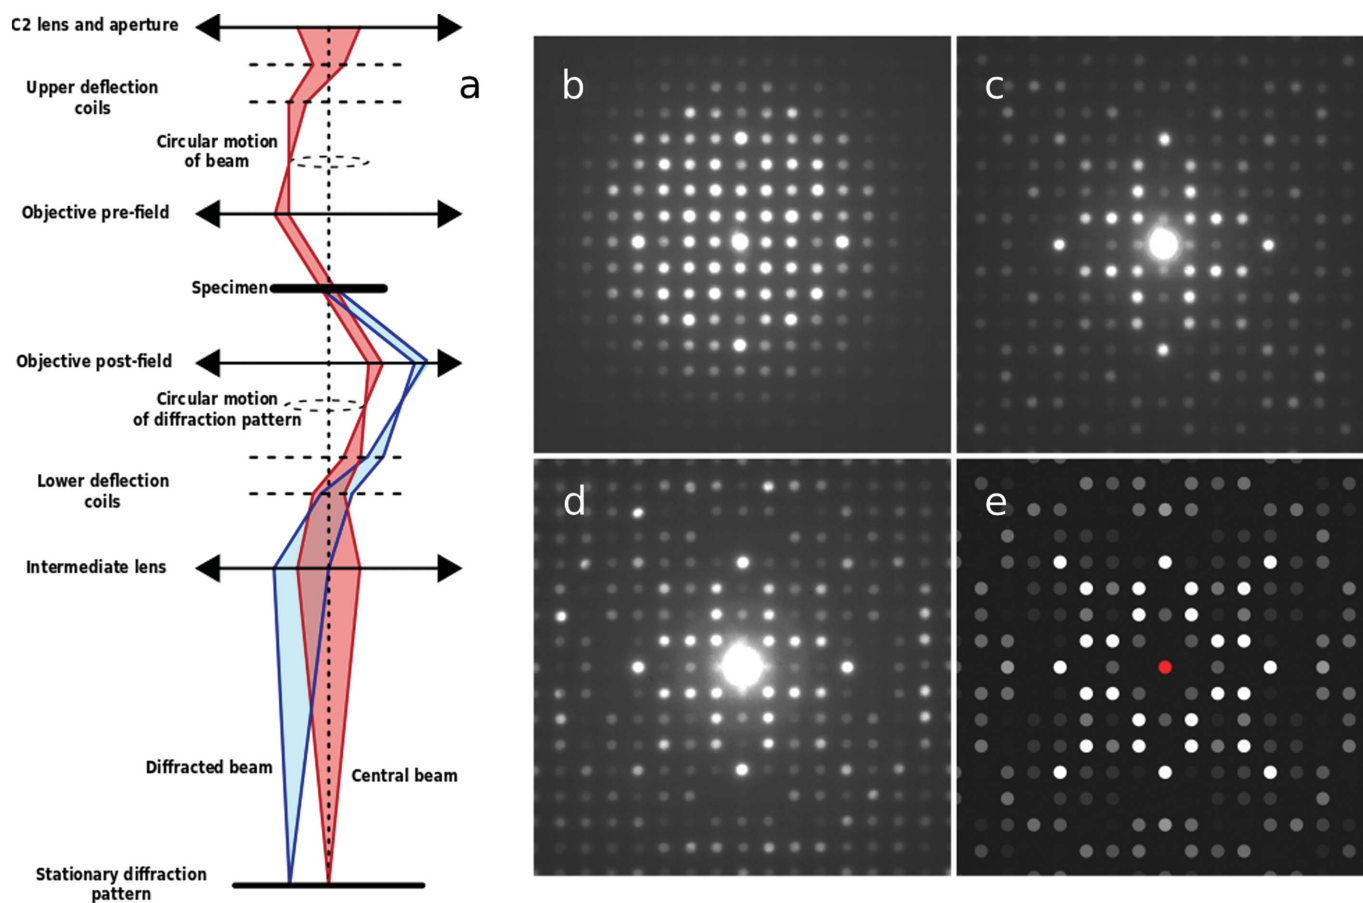 C2 lens and aperture
a
Upper deflection
coils
Circular motion
of beam
Objective pre-field
Specimen
Objective post-field
Circular motion
of diffraction pattern
Lower deflection
coils
Intermediate lens
Diffracted beam
Central beam
Stationary diffraction
pattern
b
c
d
e